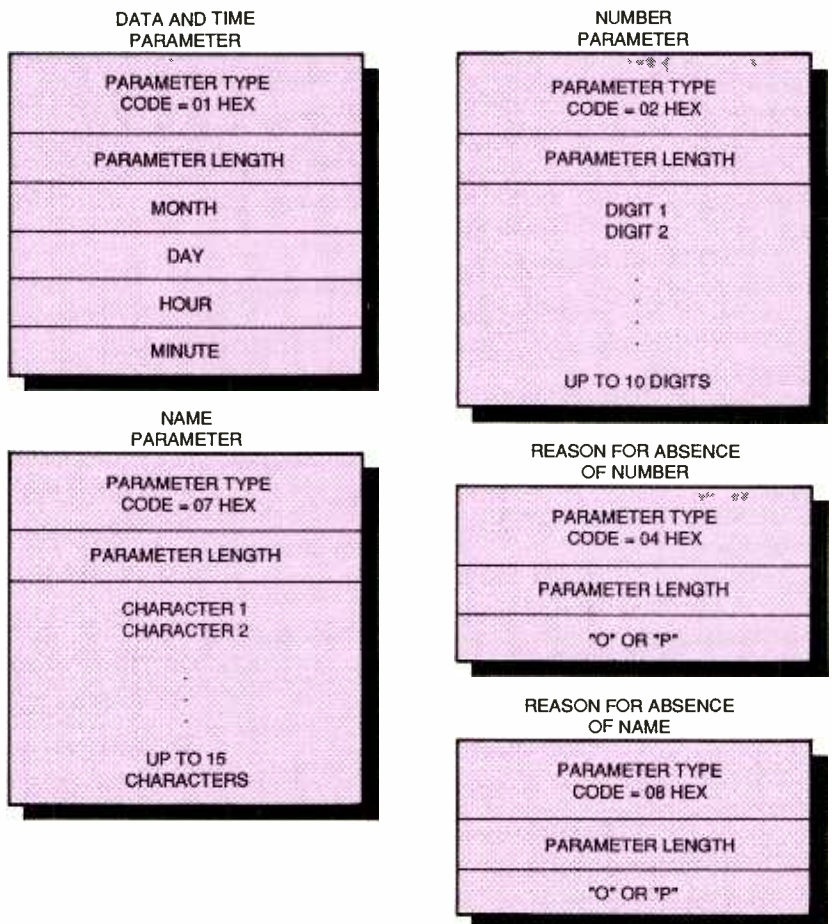 DATA AND TIME
PARAMETER
PARAMETER TYPE
CODE = 01 HEX
PARAMETER LENGTH
MONTH
DAY
HOUR
MINUTE
NUMBER
PARAMETER
PARAMETER TYPE
CODE = 02 HEX
PARAMETER LENGTH
DIGIT 1
DIGIT 2
.
.
.
.
UP TO 10 DIGITS
NAME
PARAMETER
PARAMETER TYPE
CODE = 07 HEX
PARAMETER LENGTH
CHARACTER 1
CHARACTER 2
.
.
.
UP TO 15
CHARACTERS
REASON FOR ABSENCE
OF NUMBER
PARAMETER TYPE
CODE = 04 HEX
PARAMETER LENGTH
"O" OR "P"
REASON FOR ABSENCE
OF NAME
PARAMETER TYPE
CODE = 08 HEX
PARAMETER LENGTH
"O" OR "P"